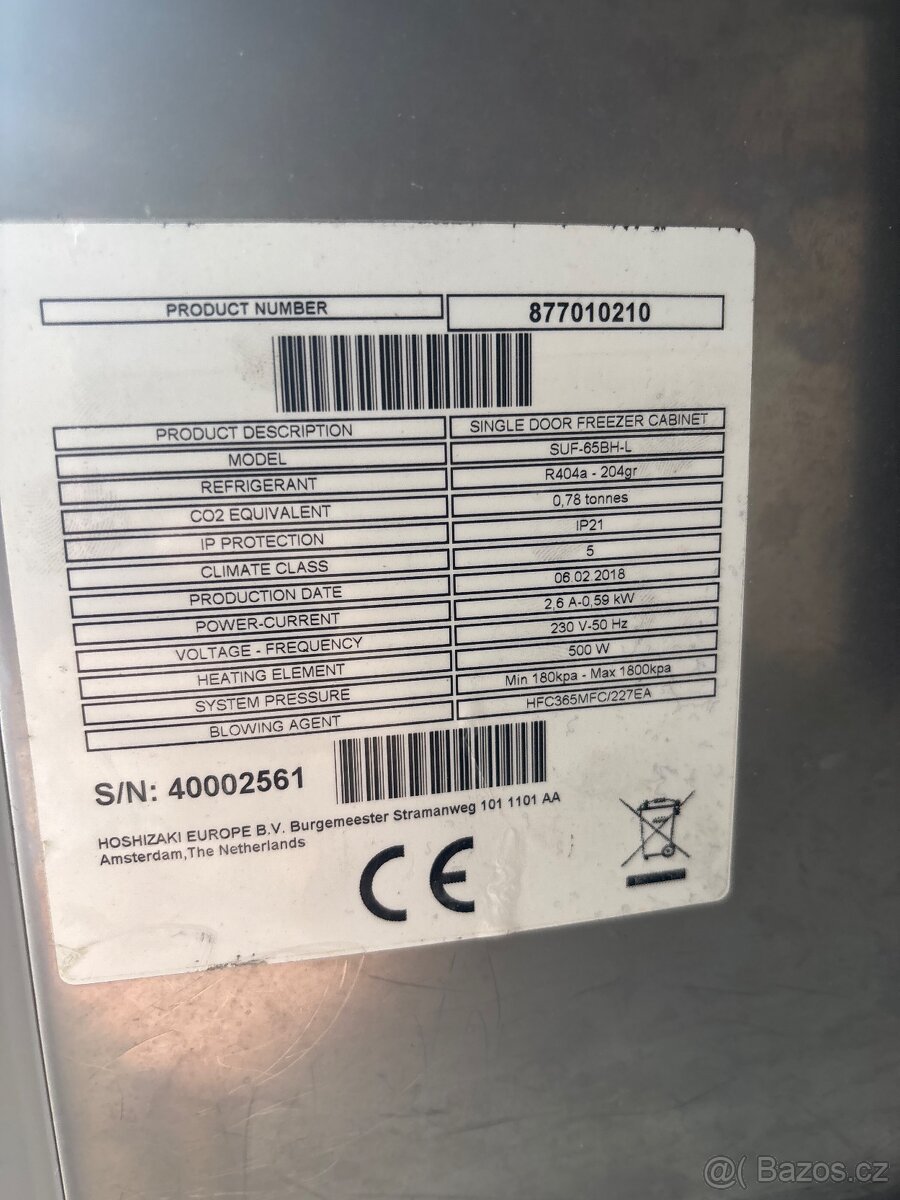 PRODUCT NUMBER 877010210
PRODUCT DESCRIPTION SINGLE DOOR FREEZER CABINET
MODEL SUF-65BH-L
REFRIGERANT R404a - 204gr
CO2 EQUIVALENT 0,78 tonnes
IP PROTECTION IP21
CLIMATE CLASS 5
PRODUCTION DATE 06.02 2018
POWER-CURRENT 2,6 A-0,59 kW
VOLTAGE - FREQUENCY 230 V-50 Hz
HEATING ELEMENT 500 W
SYSTEM PRESSURE Min 180kpa - Max 1800kpa
BLOWING AGENT HFC365MFC/227EA
S/N: 40002561
HOSHIZAKI EUROPE B.V. Burgemeester Stramanweg 101 1101 AA
Amsterdam,The Netherlands
CE
@( Bazos.cz